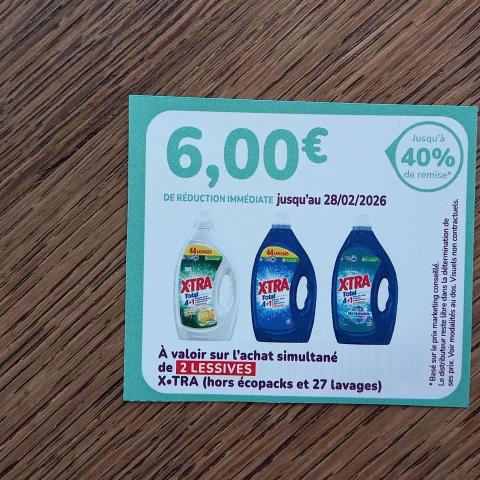 6,00€
DE RÉDUCTION IMMÉDIATE jusqu'au 28/02/2026
Jusqu'à
40%
de remise*
44 LAVAGES
X•TRA
Total
4+1
44 LAVAGES
X•TRA
Total
4+1
X•TRA
Total
4+1
À valoir sur l'achat simultané
de 2 LESSIVES
X•TRA (hors écopacks et 27 lavages)
* Basé sur le prix marketing conseillé.
Le distributeur reste libre dans la détermination de
ses prix. Voir modalités au dos. Visuels non contractuels.